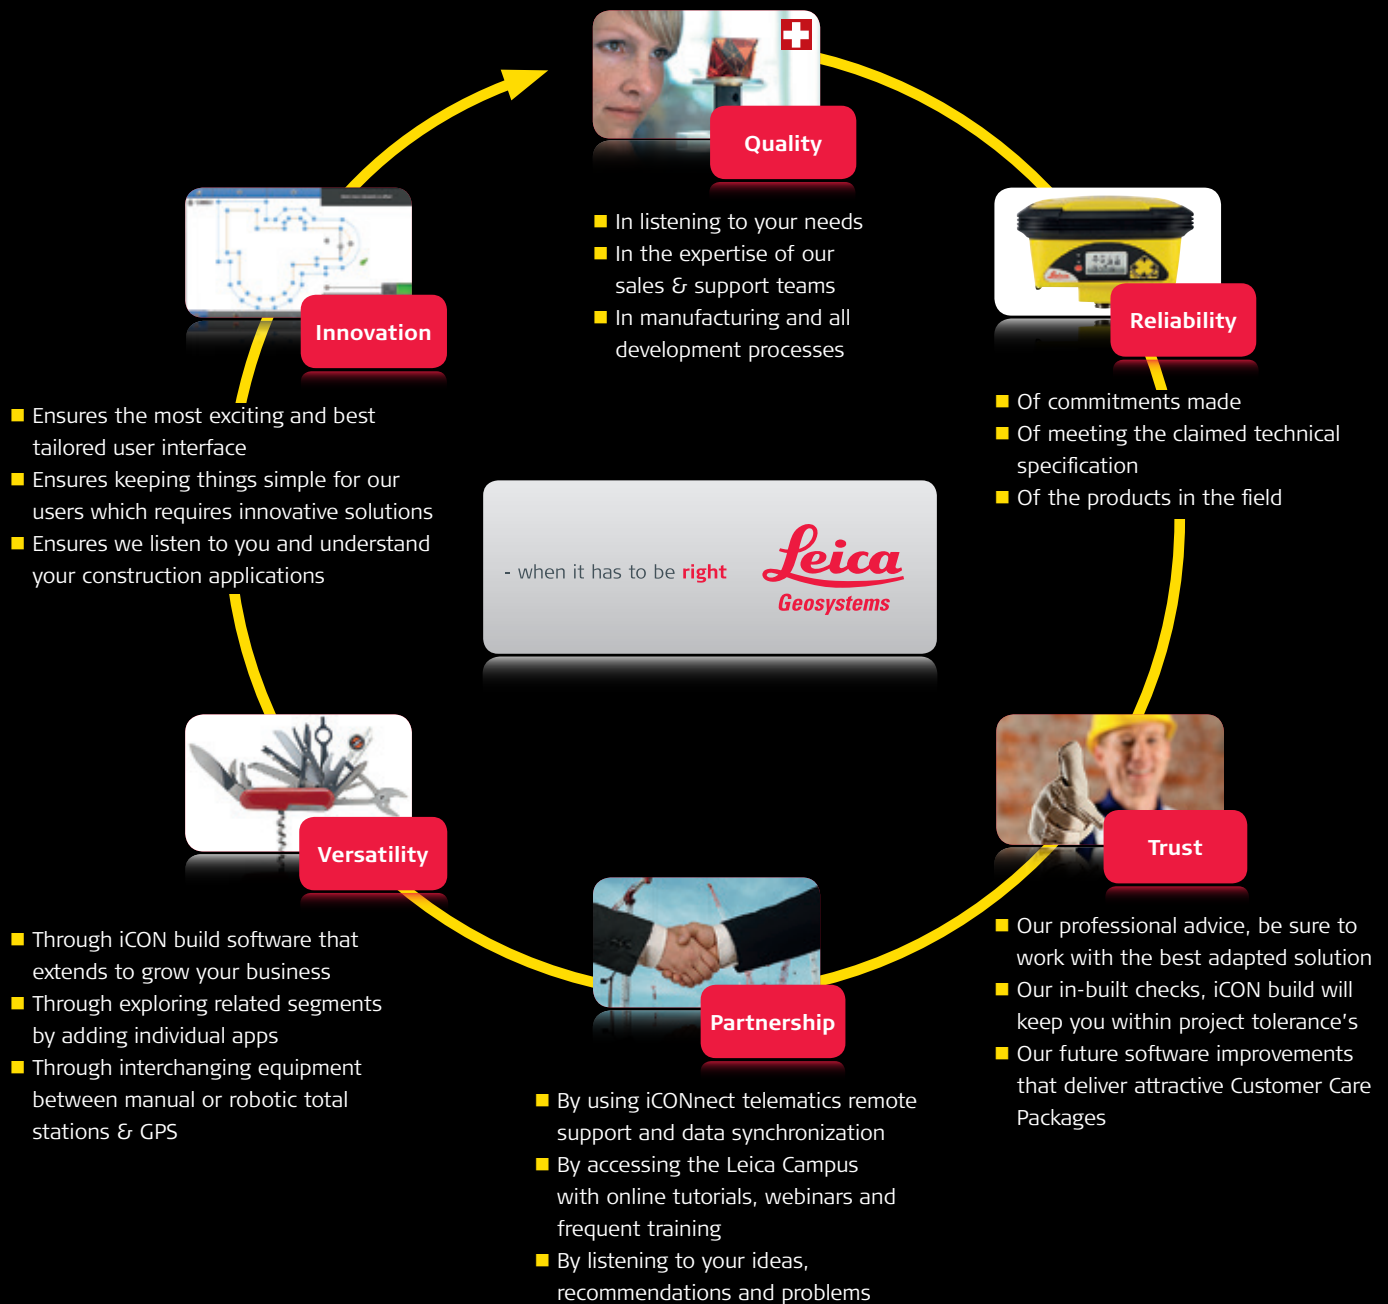 Quality
In listening to your needs
In the expertise of our
sales & support teams
In manufacturing and all
development processes
Reliability
Of commitments made
Of meeting the claimed technical
specification
Of the products in the field
Trust
Our professional advice, be sure to
work with the best adapted solution
Our in-built checks, iCON build will
keep you within project tolerance's
Our future software improvements
that deliver attractive Customer Care
Packages
Partnership
By using iCONnect telematics remote
support and data synchronization
By accessing the Leica Campus
with online tutorials, webinars and
frequent training
By listening to your ideas,
recommendations and problems
Versatility
Through iCON build software that
extends to grow your business
Through exploring related segments
by adding individual apps
Through interchanging equipment
between manual or robotic total
stations & GPS
Innovation
Ensures the most exciting and best
tailored user interface
Ensures keeping things simple for our
users which requires innovative solutions
Ensures we listen to you and understand
your construction applications
- when it has to be right
Leica
Geosystems
Leica